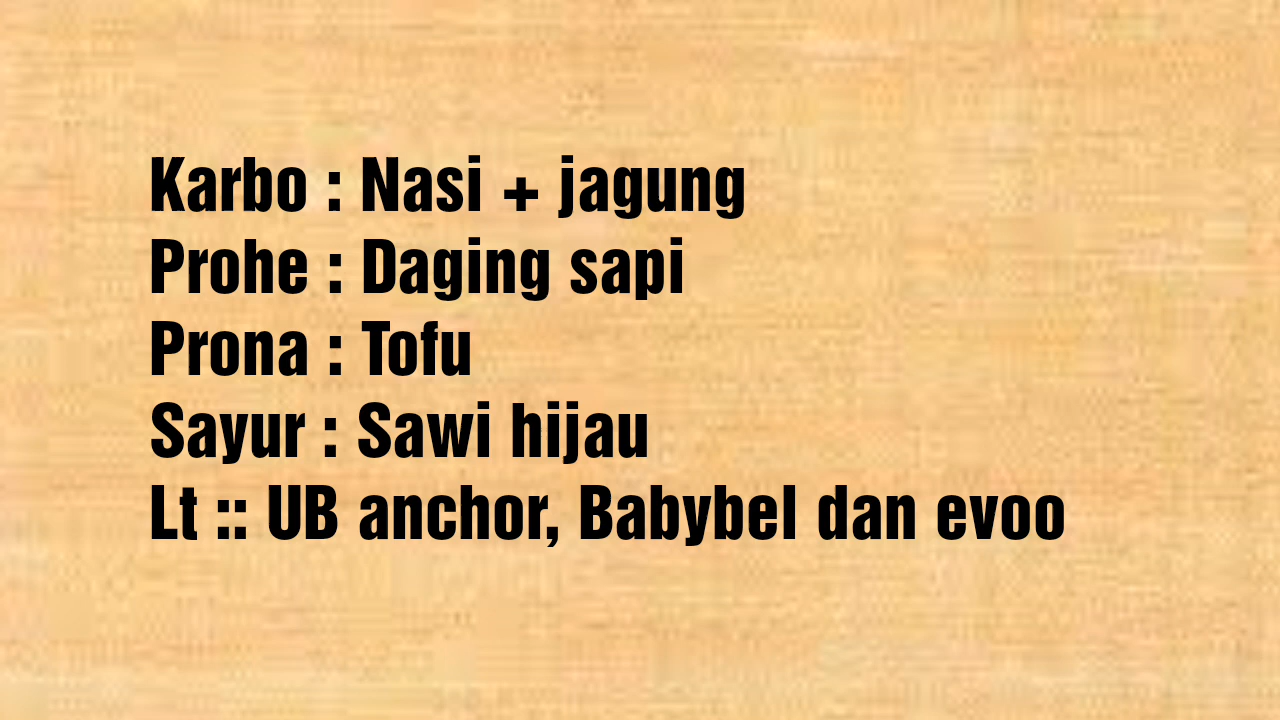 Karbo : Nasi + jagung
Prohe : Daging sapi
Prona : Tofu
Sayur : Sawi hijau
Lt :: UB anchor, Babybel dan evoo